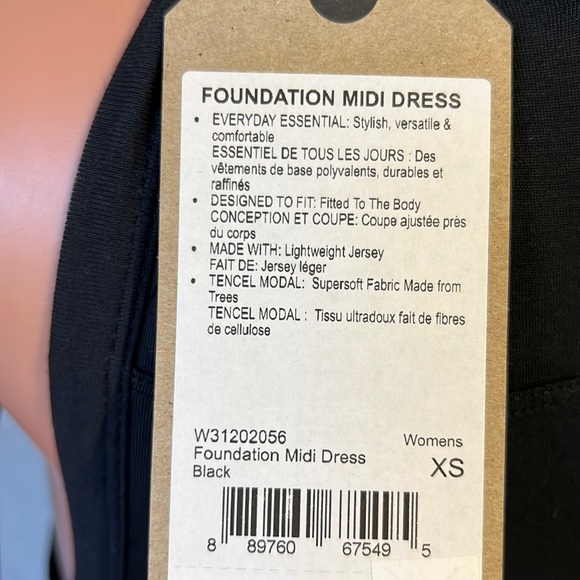 FOUNDATION MIDI DRESS
• EVERYDAY ESSENTIAL: Stylish, versatile &
comfortable
ESSENTIEL DE TOUS LES JOURS : Des
vêtements de base polyvalents, durables et
raffinés
• DESIGNED TO FIT: Fitted To The Body
CONCEPTION ET COUPE: Coupe ajustée près
du corps
• MADE WITH: Lightweight Jersey
FAIT DE: Jersey léger
• TENCEL MODAL: Supersoft Fabric Made from
Trees
TENCEL MODAL : Tissu ultradoux fait de fibres
de cellulose
W31202056 Womens
Foundation Midi Dress XS
Black
8 89760 67549 5